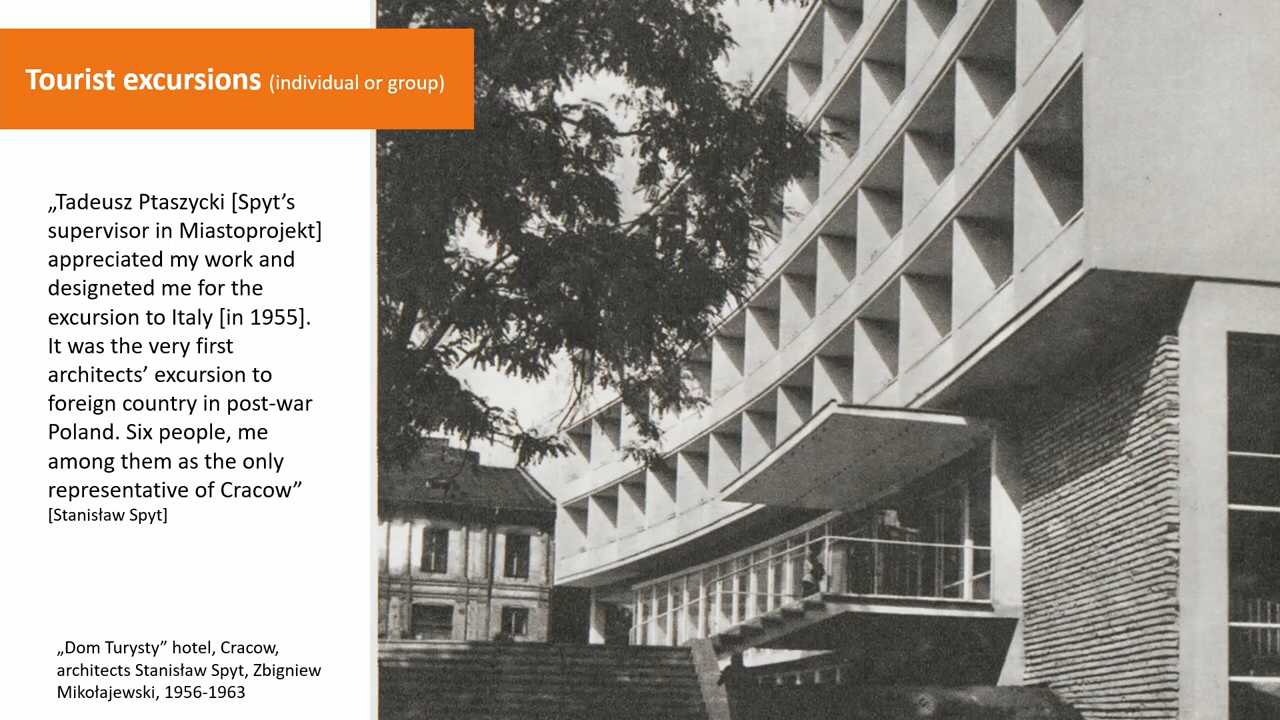 Tourist excursions (individual or group)
„Tadeusz Ptaszycki [Spyt’s
supervisor in Miastoprojekt]
appreciated my work and
designeted me for the
excursion to Italy [in 1955].
It was the very first
architects’ excursion to
foreign country in post-war
Poland. Six people, me
among them as the only
representative of Cracow”
[Stanisław Spyt]
„Dom Turysty” hotel, Cracow,
architects Stanisław Spyt, Zbigniew
Mikołajewski, 1956-1963